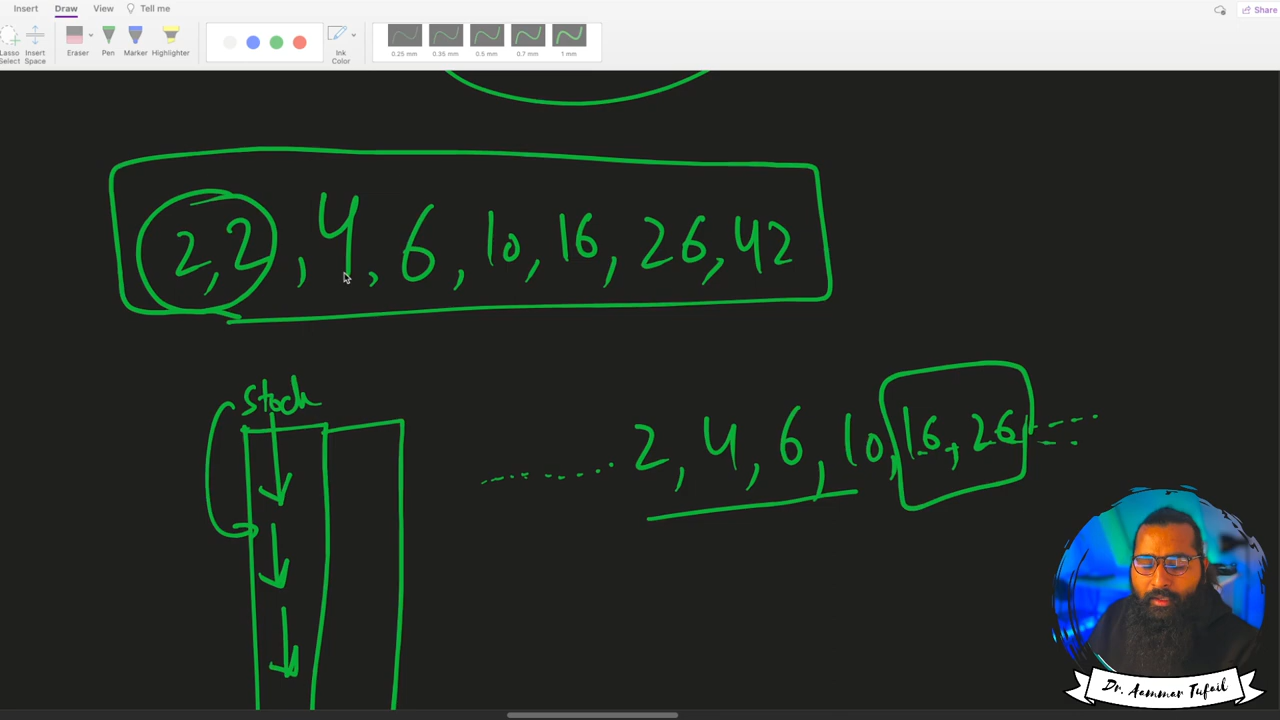 Insert Draw View Tell me Share
Lasso Select Insert Space Eraser Pen Marker Highlighter Ink Color 0.25 mm 0.35 mm 0.5 mm 0.7 mm 1 mm
2, 2, 4, 6, 10, 16, 26, 42
Stock
2, 4, 6, 10, 16, 26
Dr. Aammar Tufail